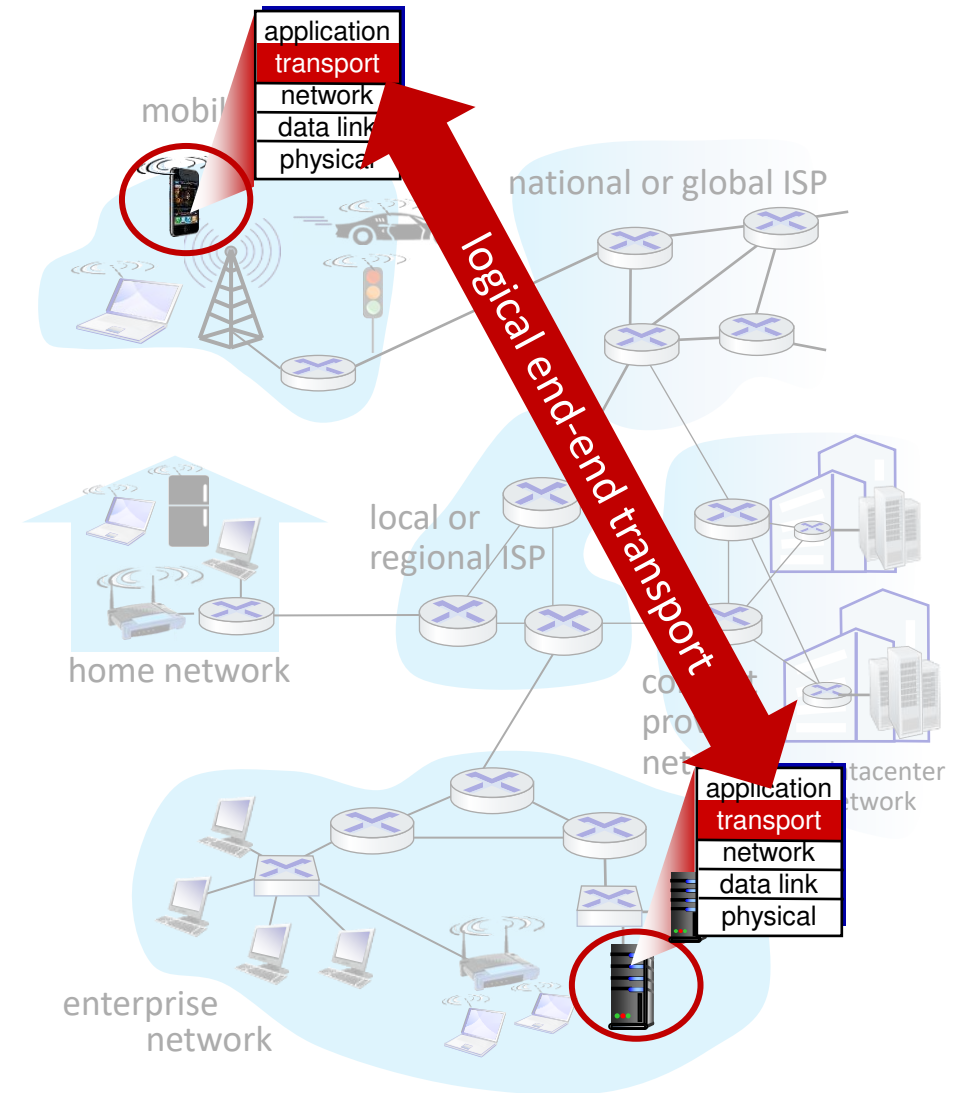 application
transport
network
data link
physical
national or global ISP
logical end-end transport
local or
regional ISP
home network
application
transport
network
data link
physical
enterprise
network